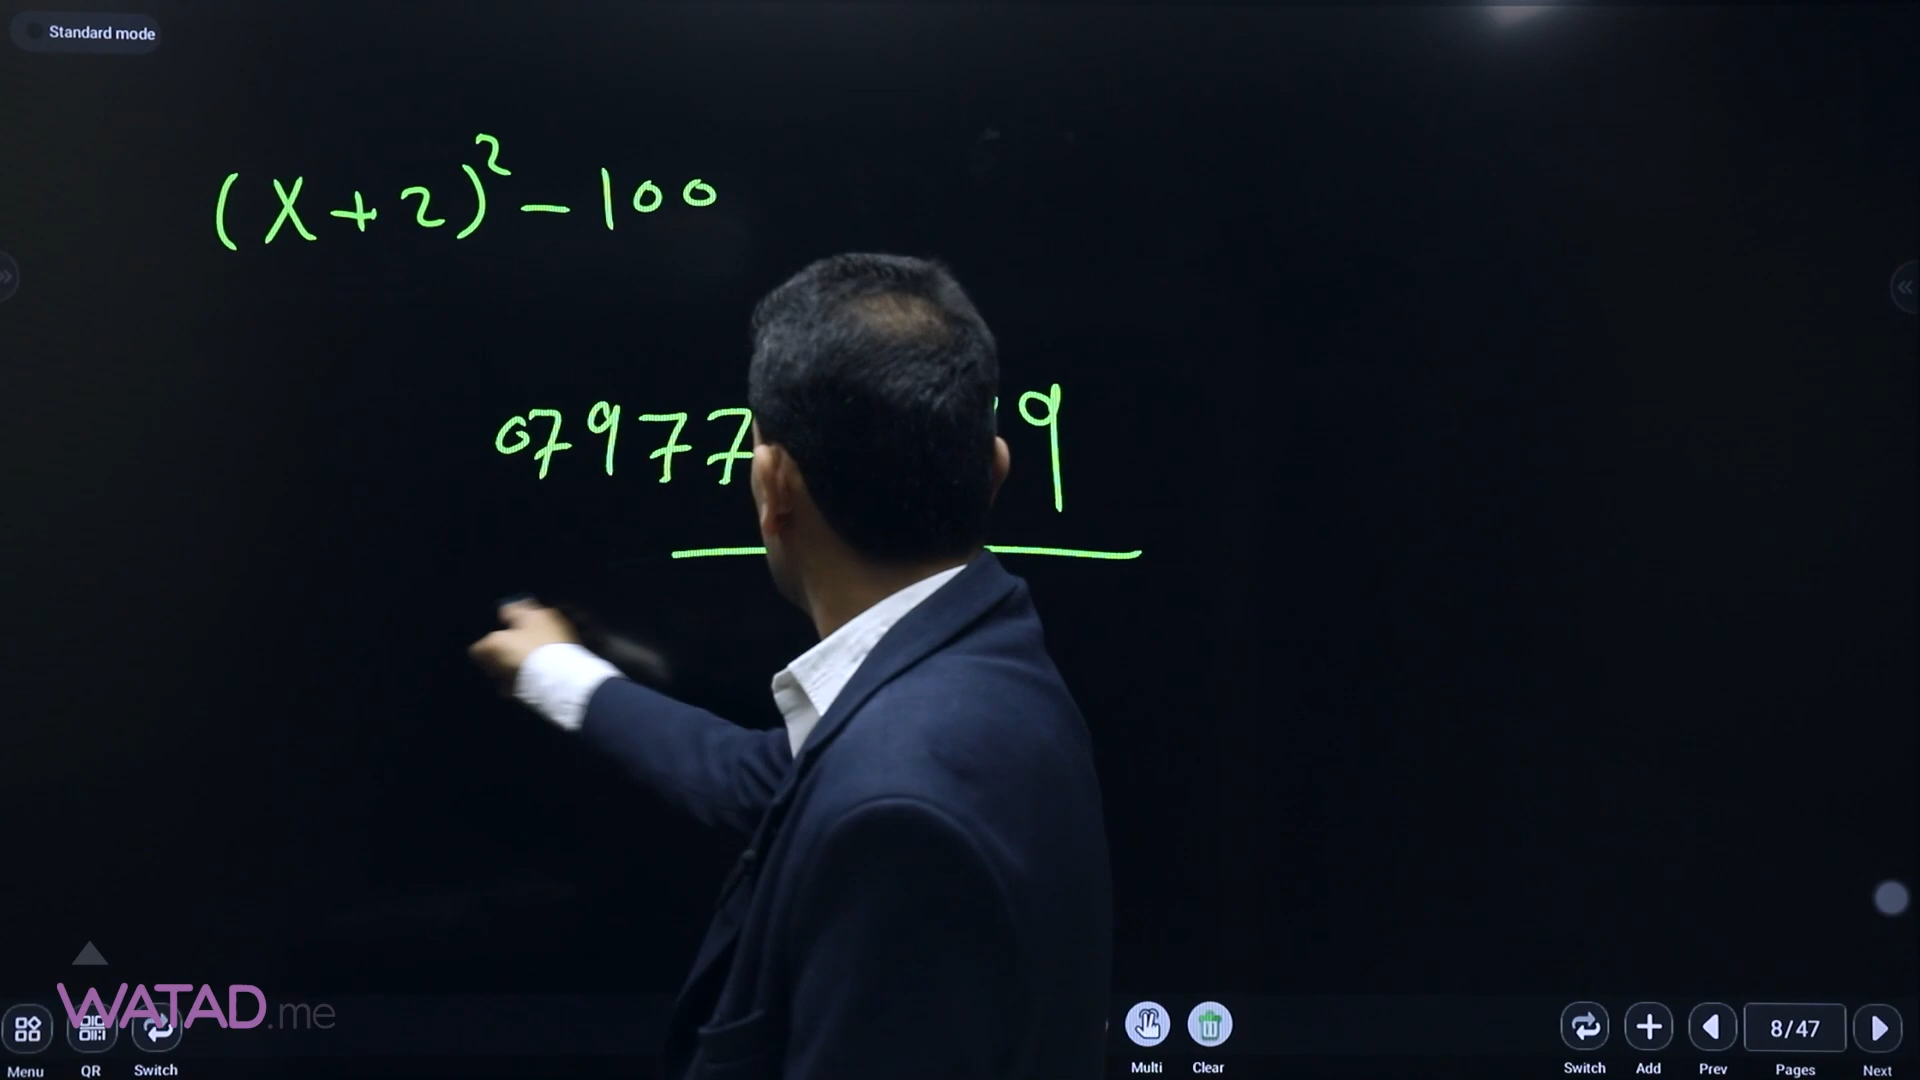 Standard mode
(x+2)² - 100
07977 9
WATAD.me
Menu QR Switch Multi Clear Switch Add Prev 8/47 Pages Next